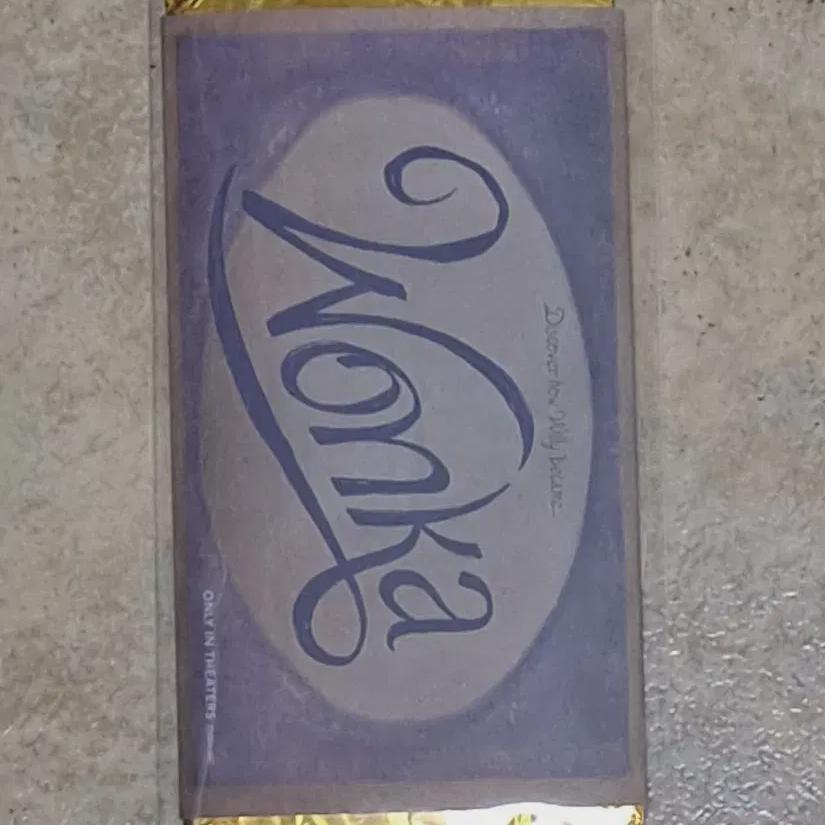 Discover how Willy became...
Wonka
ONLY IN THEATERS